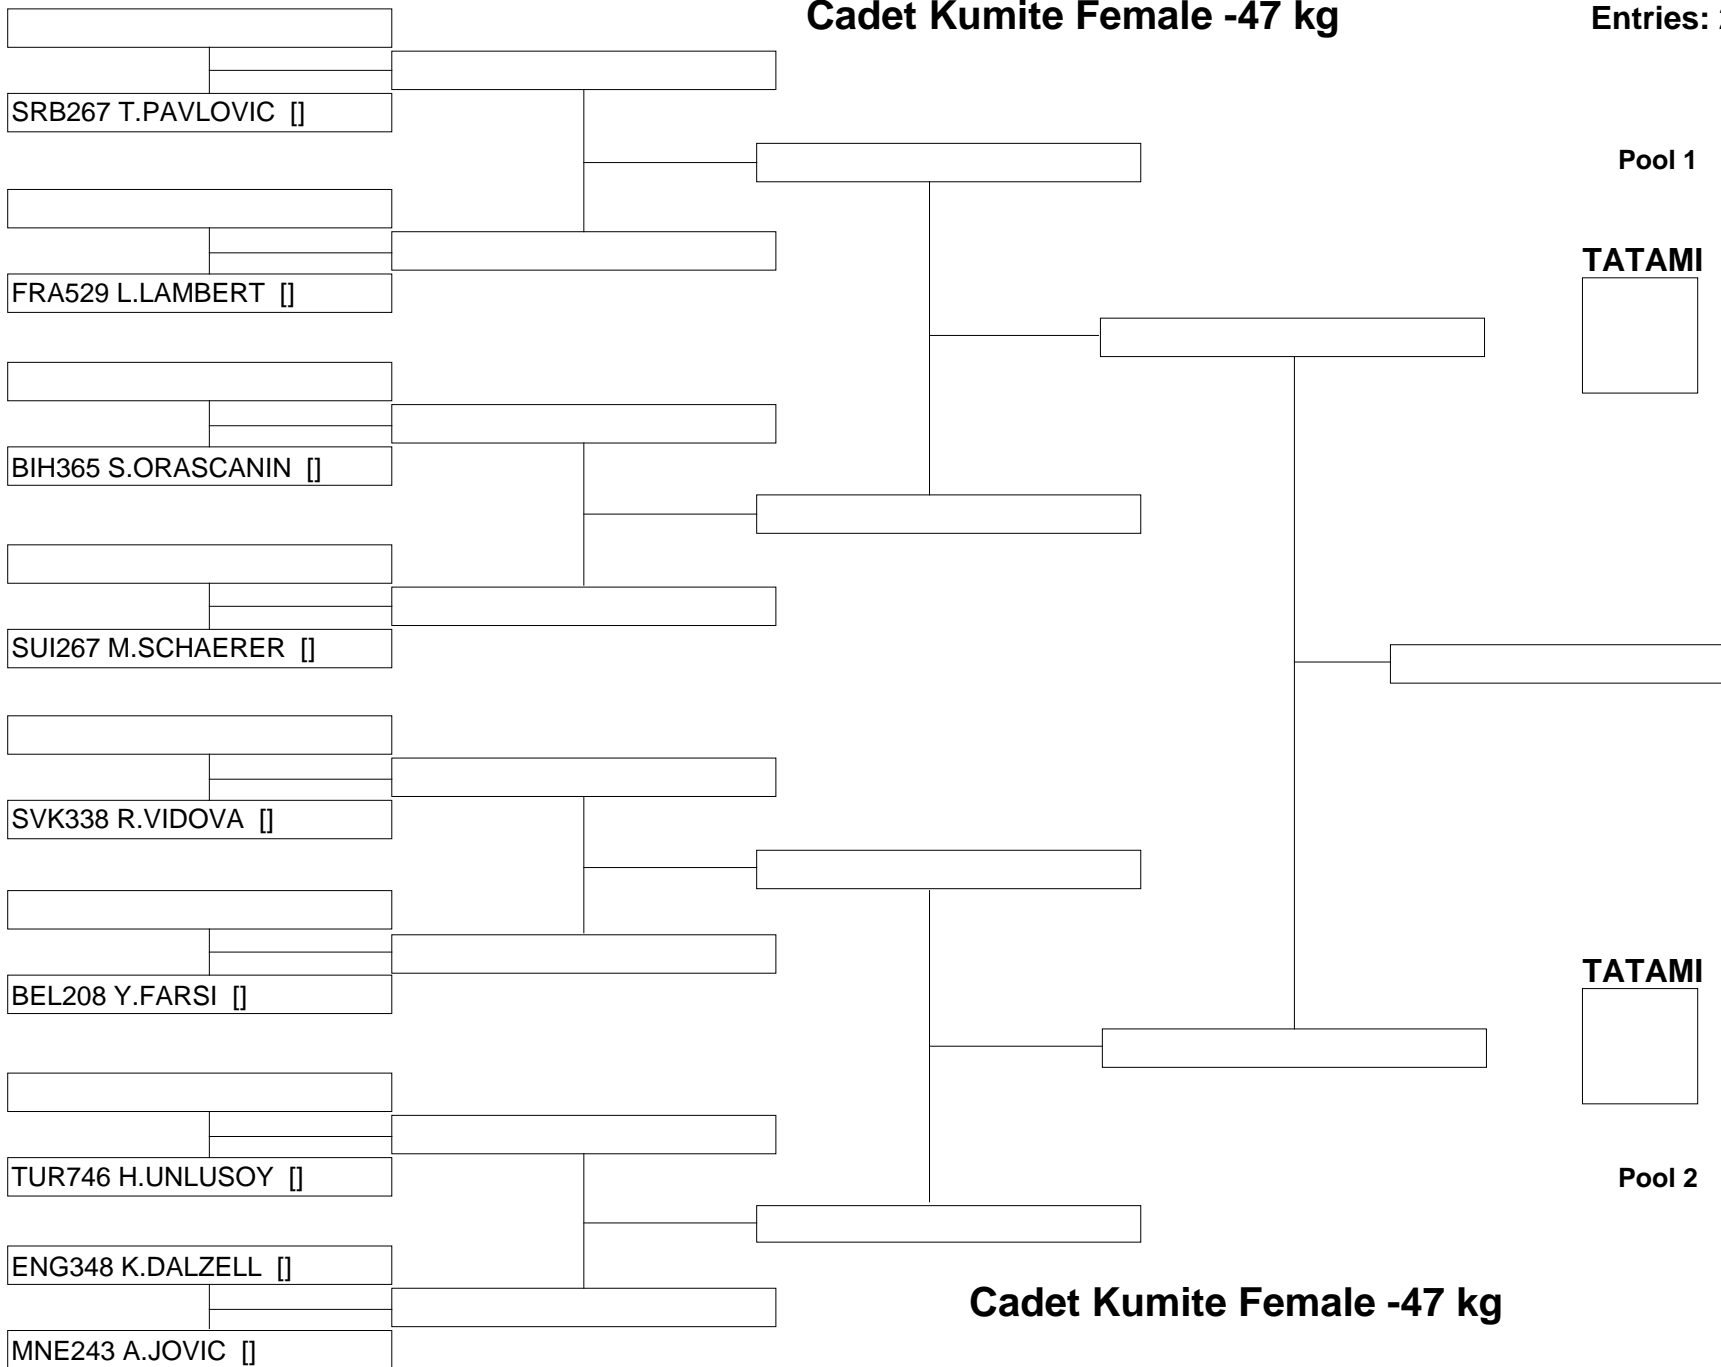 Cadet Kumite Female -47 kg
Entries:
SRB267 T.PAVLOVIC []
Pool 1
TATAMI
FRA529 L.LAMBERT []
BIH365 S.ORASCANIN []
SUI267 M.SCHAERER []
SVK338 R.VIDOVA []
BEL208 Y.FARSI []
TATAMI
TUR746 H.UNLUSOY []
Pool 2
ENG348 K.DALZELL []
Cadet Kumite Female -47 kg
MNE243 A.JOVIC []